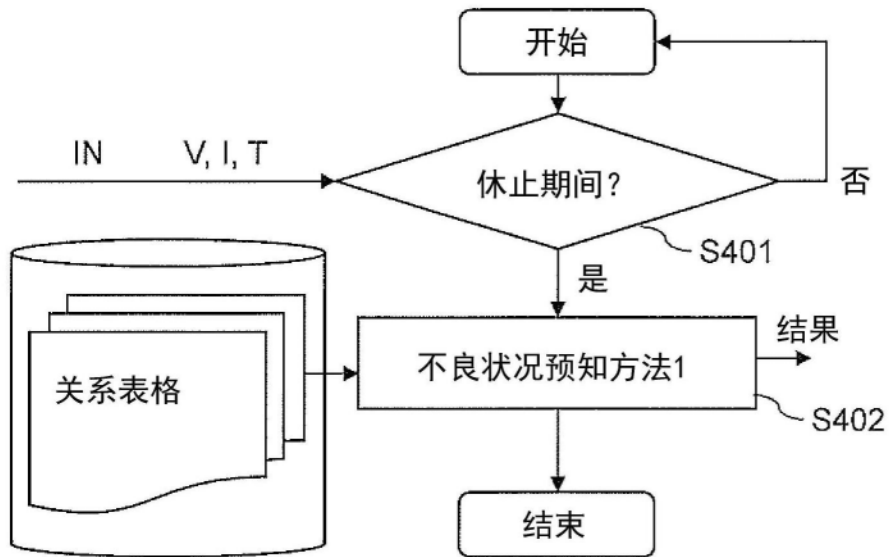 开始
IN V, I, T
休止期间?
否
S401
是
关系表格
不良状况预知方法1
结果
S402
结束